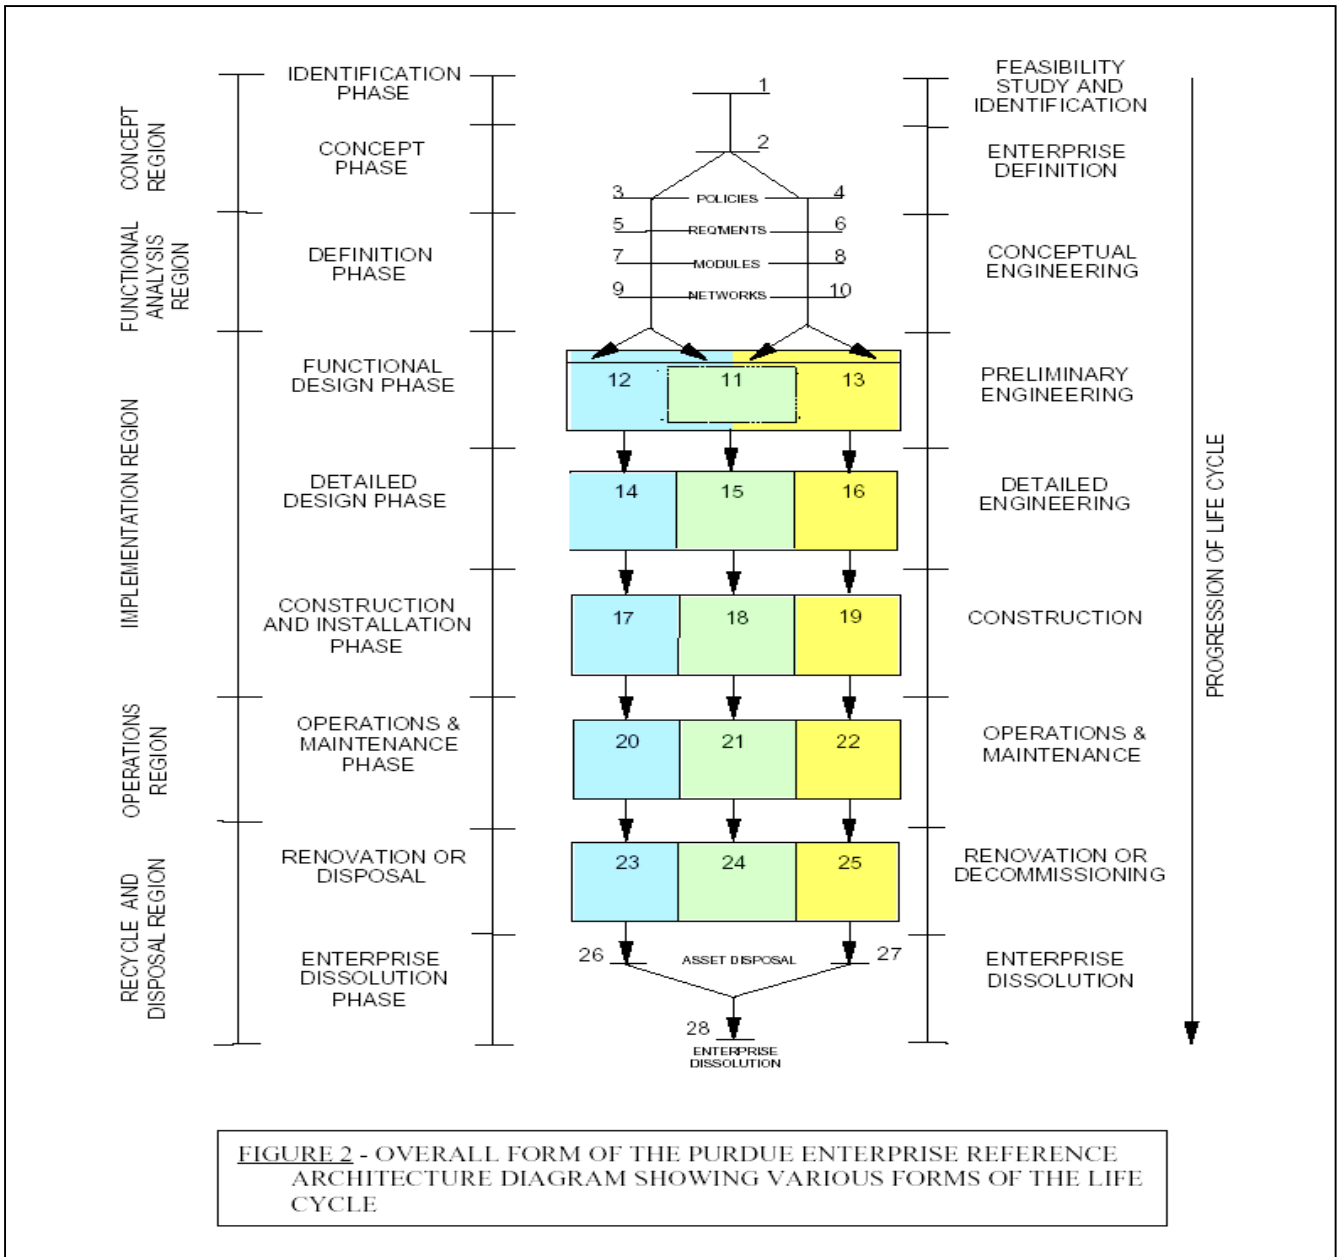 IDENTIFICATION
PHASE
FEASIBILITY
STUDY AND
IDENTIFICATION
1
CONCEPT
REGION
CONCEPT
PHASE
2
ENTERPRISE
DEFINITION
3
POLICIES
4
5
REQ'MENTS
6
FUNCTIONAL
ANALYSIS
REGION
DEFINITION
PHASE
7
MODULES
8
CONCEPTUAL
ENGINEERING
9
NETWORKS
10
FUNCTIONAL
DESIGN PHASE
12
11
13
PRELIMINARY
ENGINEERING
IMPLEMENTATION REGION
DETAILED
DESIGN PHASE
14
15
16
DETAILED
ENGINEERING
PROGRESSION OF LIFE CYCLE
CONSTRUCTION
AND INSTALLATION
PHASE
17
18
19
CONSTRUCTION
OPERATIONS
REGION
OPERATIONS &
MAINTENANCE
PHASE
20
21
22
OPERATIONS &
MAINTENANCE
RECYCLE AND
DISPOSAL REGION
RENOVATION OR
DISPOSAL
23
24
25
RENOVATION OR
DECOMMISSIONING
ENTERPRISE
DISSOLUTION
PHASE
26
ASSET DISPOSAL
27
ENTERPRISE
DISSOLUTION
28
ENTERPRISE
DISSOLUTION
FIGURE 2 - OVERALL FORM OF THE PURDUE ENTERPRISE REFERENCE
ARCHITECTURE DIAGRAM SHOWING VARIOUS FORMS OF THE LIFE
CYCLE